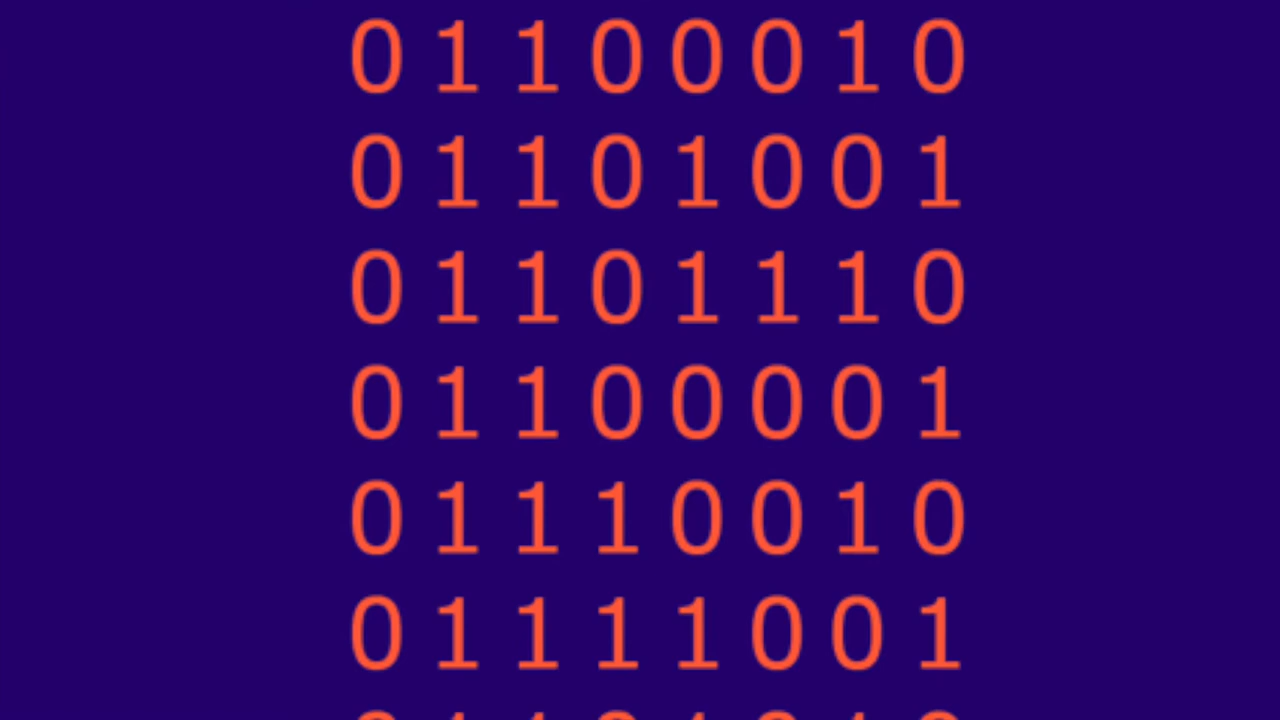 0 1 1 0 0 0 1 0
0 1 1 0 1 0 0 1
0 1 1 0 1 1 1 0
0 1 1 0 0 0 0 1
0 1 1 1 0 0 1 0
0 1 1 1 1 0 0 1